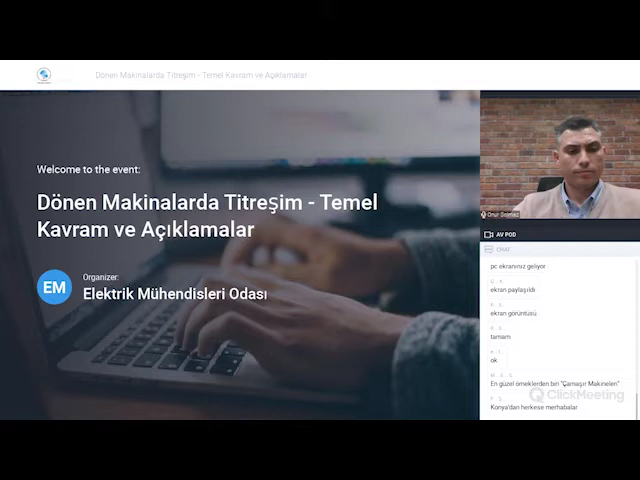 Dönen Makinalarda Titreşim - Temel Kavram ve Açıklamalar
Welcome to the event:
Dönen Makinalarda Titreşim - Temel
Kavram ve Açıklamalar
EM
Organizer:
Elektrik Mühendisleri Odası
Onur Solmaz
AV POD
CHAT
pc ekranınız geliyor
ekran paylaşıldı
ekran görüntüsü
tamam
ok
En güzel örneklerden biri "Çamaşır Makineleri"
Konya'dan herkese merhabalar
ClickMeeting